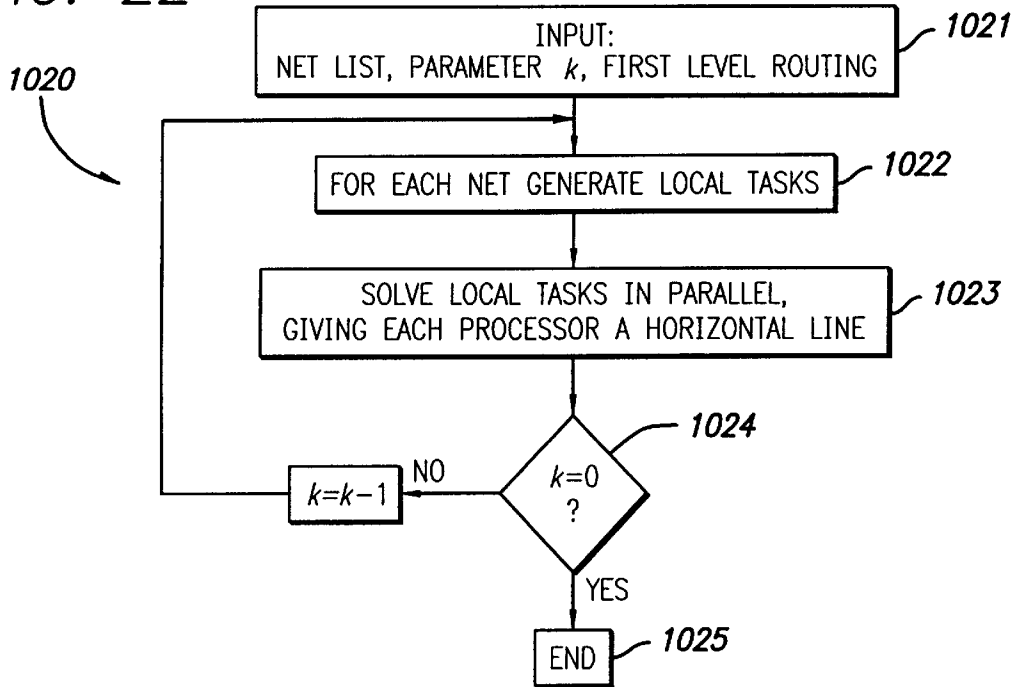 22
1020
INPUT:
NET LIST, PARAMETER k, FIRST LEVEL ROUTING
1021
FOR EACH NET GENERATE LOCAL TASKS
1022
SOLVE LOCAL TASKS IN PARALLEL,
GIVING EACH PROCESSOR A HORIZONTAL LINE
1023
k=0
?
1024
NO
k=k-1
YES
END
1025